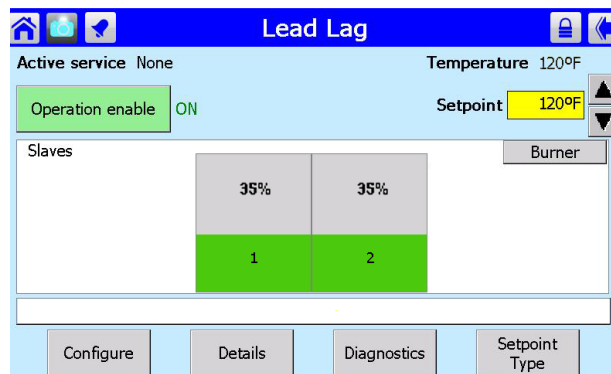 Lead Lag
Active service None
Temperature 120ºF
Operation enable ON
Setpoint 120ºF
Slaves
Burner
35% 35%
1 2
Configure
Details
Diagnostics
Setpoint
Type